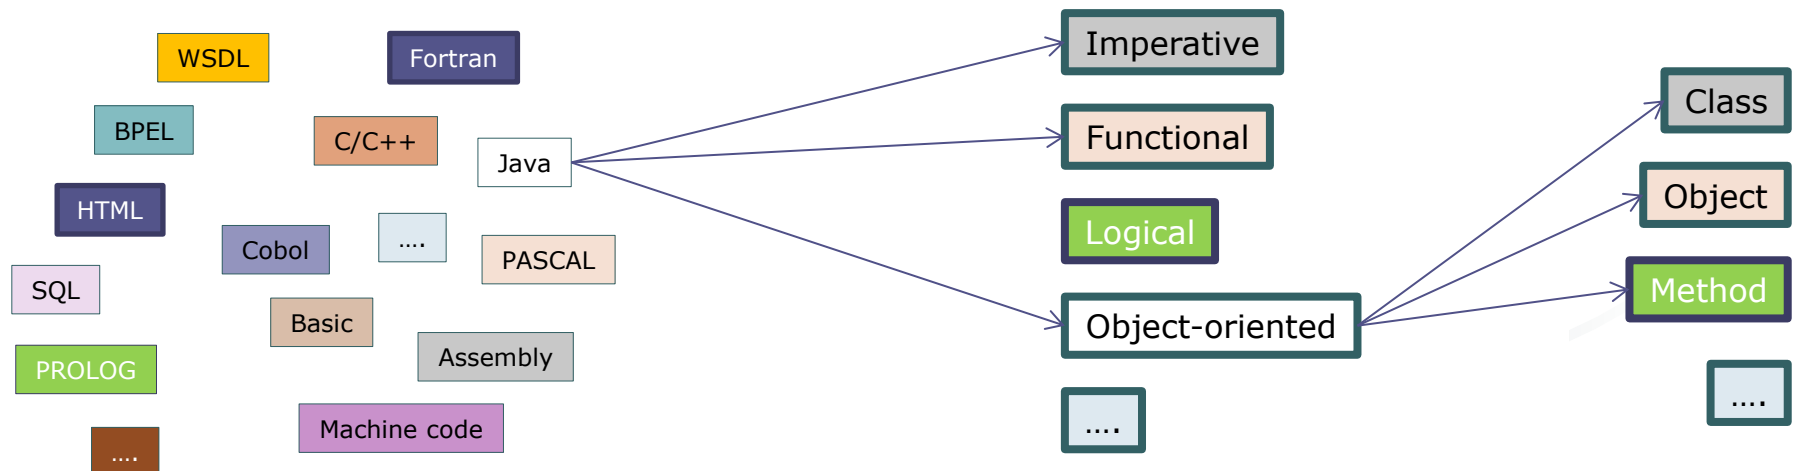 WSDL
Fortran
BPEL
C/C++
Java
HTML
Cobol
....
PASCAL
SQL
Basic
Assembly
PROLOG
Machine code
....
Imperative
Functional
Logical
Object-oriented
....
Class
Object
Method
....